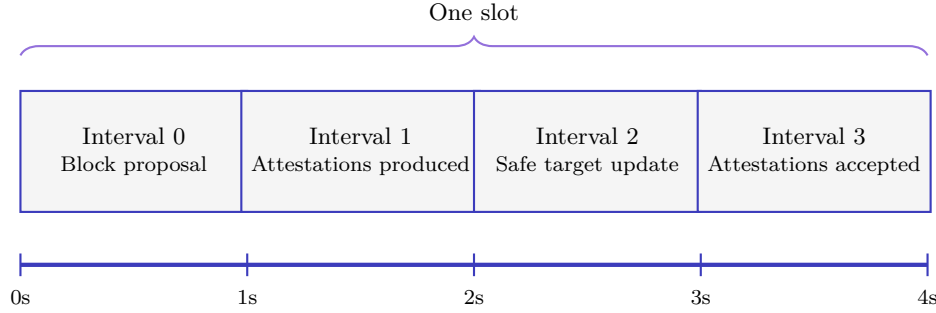 One slot
Interval 0
Block proposal
Interval 1
Attestations produced
Interval 2
Safe target update
Interval 3
Attestations accepted
0s
1s
2s
3s
4s